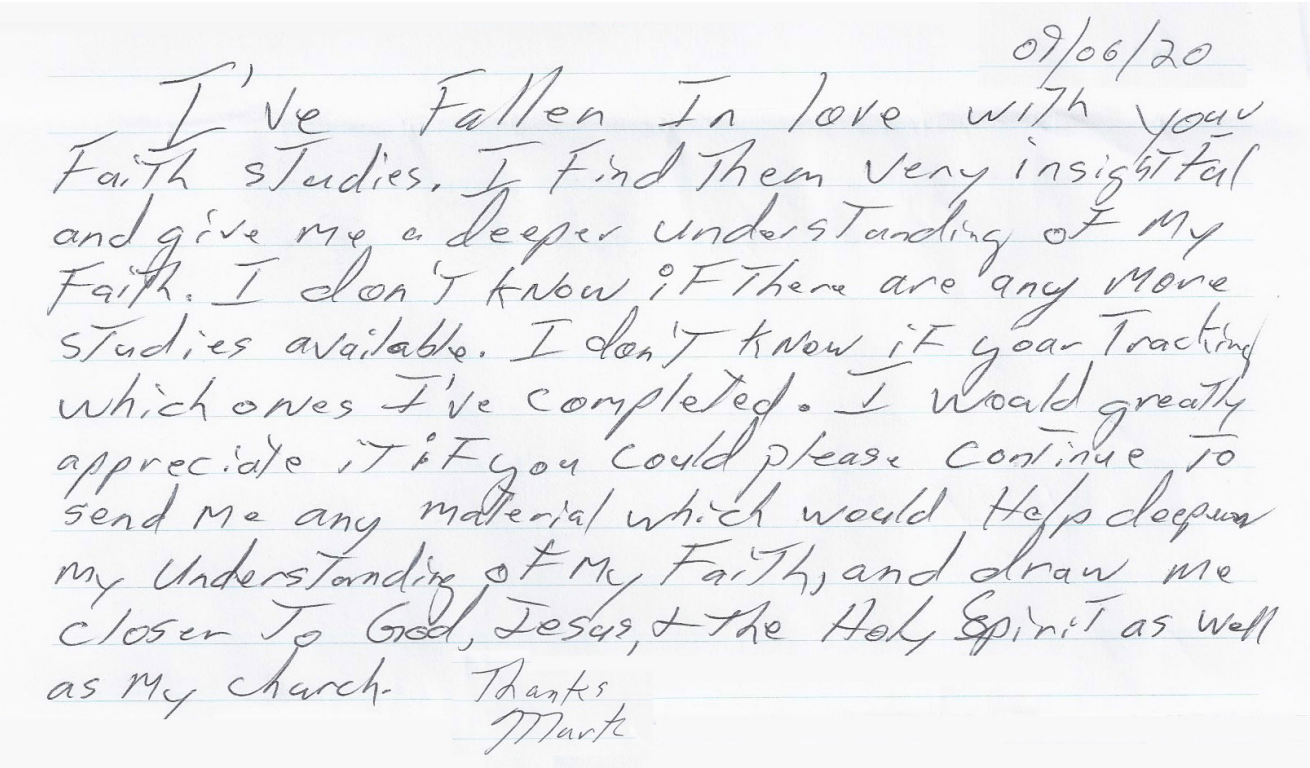 09/06/20
I've Fallen In love with your
Faith studies. I Find Them very insightful
and give me a deeper understanding of My
Faith. I don't know if There are any More
studies available. I don't know if your Tracking
which ones I've completed. I would greatly
appreciate it if you could please continue To
send me any material which would Help deepen
my Understanding of My Faith, and draw me
closer To God, Jesus, & the Holy Spirit as well
as My church.
Thanks
Mark